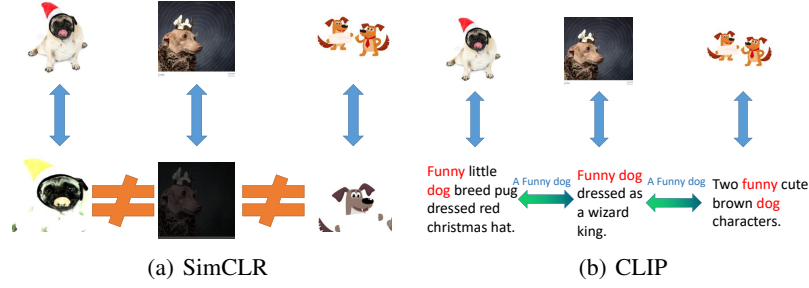 Funny little
dog breed pug
dressed red
christmas hat.
A Funny dog
Funny dog
dressed as
a wizard
king.
A Funny dog
Two funny cute
brown dog
characters.
(a) SimCLR
(b) CLIP